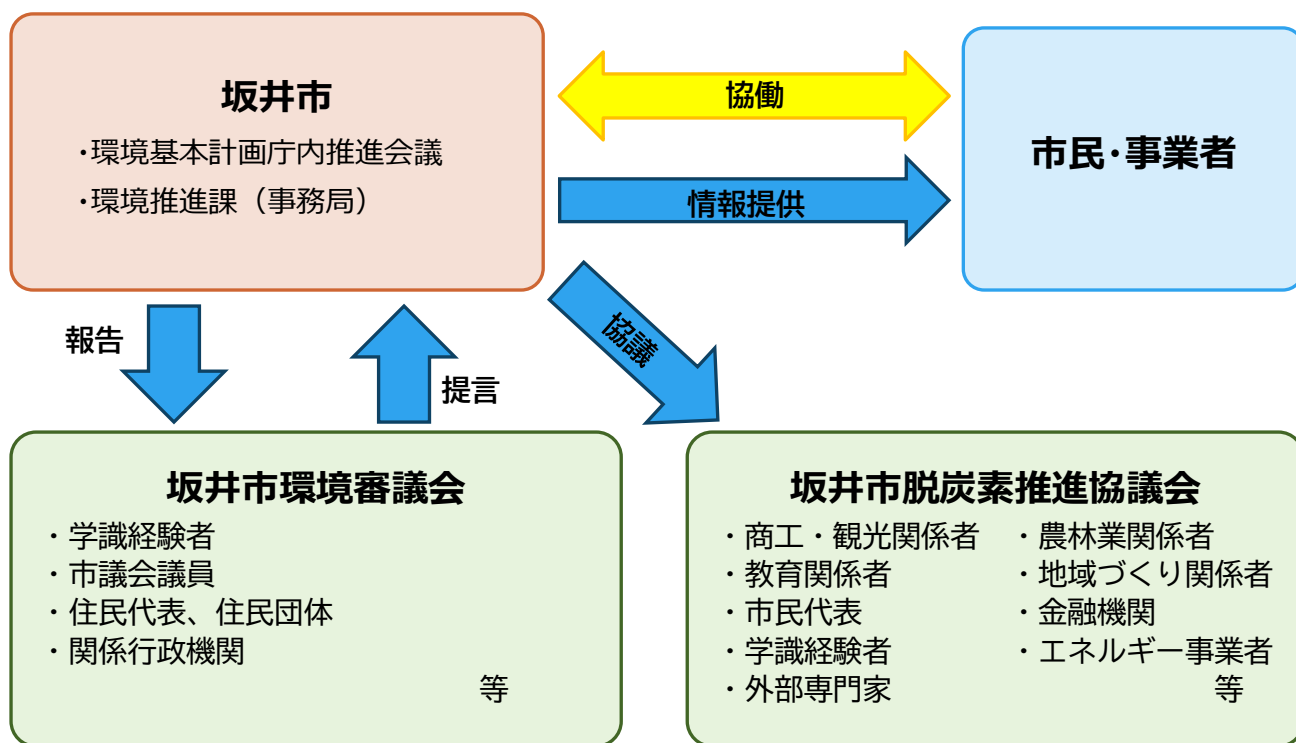 坂井市
・環境基本計画庁内推進会議
・環境推進課（事務局）
協働
情報提供
市民・事業者
報告
提言
協議
坂井市環境審議会
・学識経験者
・市議会議員
・住民代表、住民団体
・関係行政機関
等
坂井市脱炭素推進協議会
・商工・観光関係者
・教育関係者
・市民代表
・学識経験者
・外部専門家
・農林業関係者
・地域づくり関係者
・金融機関
・エネルギー事業者
等